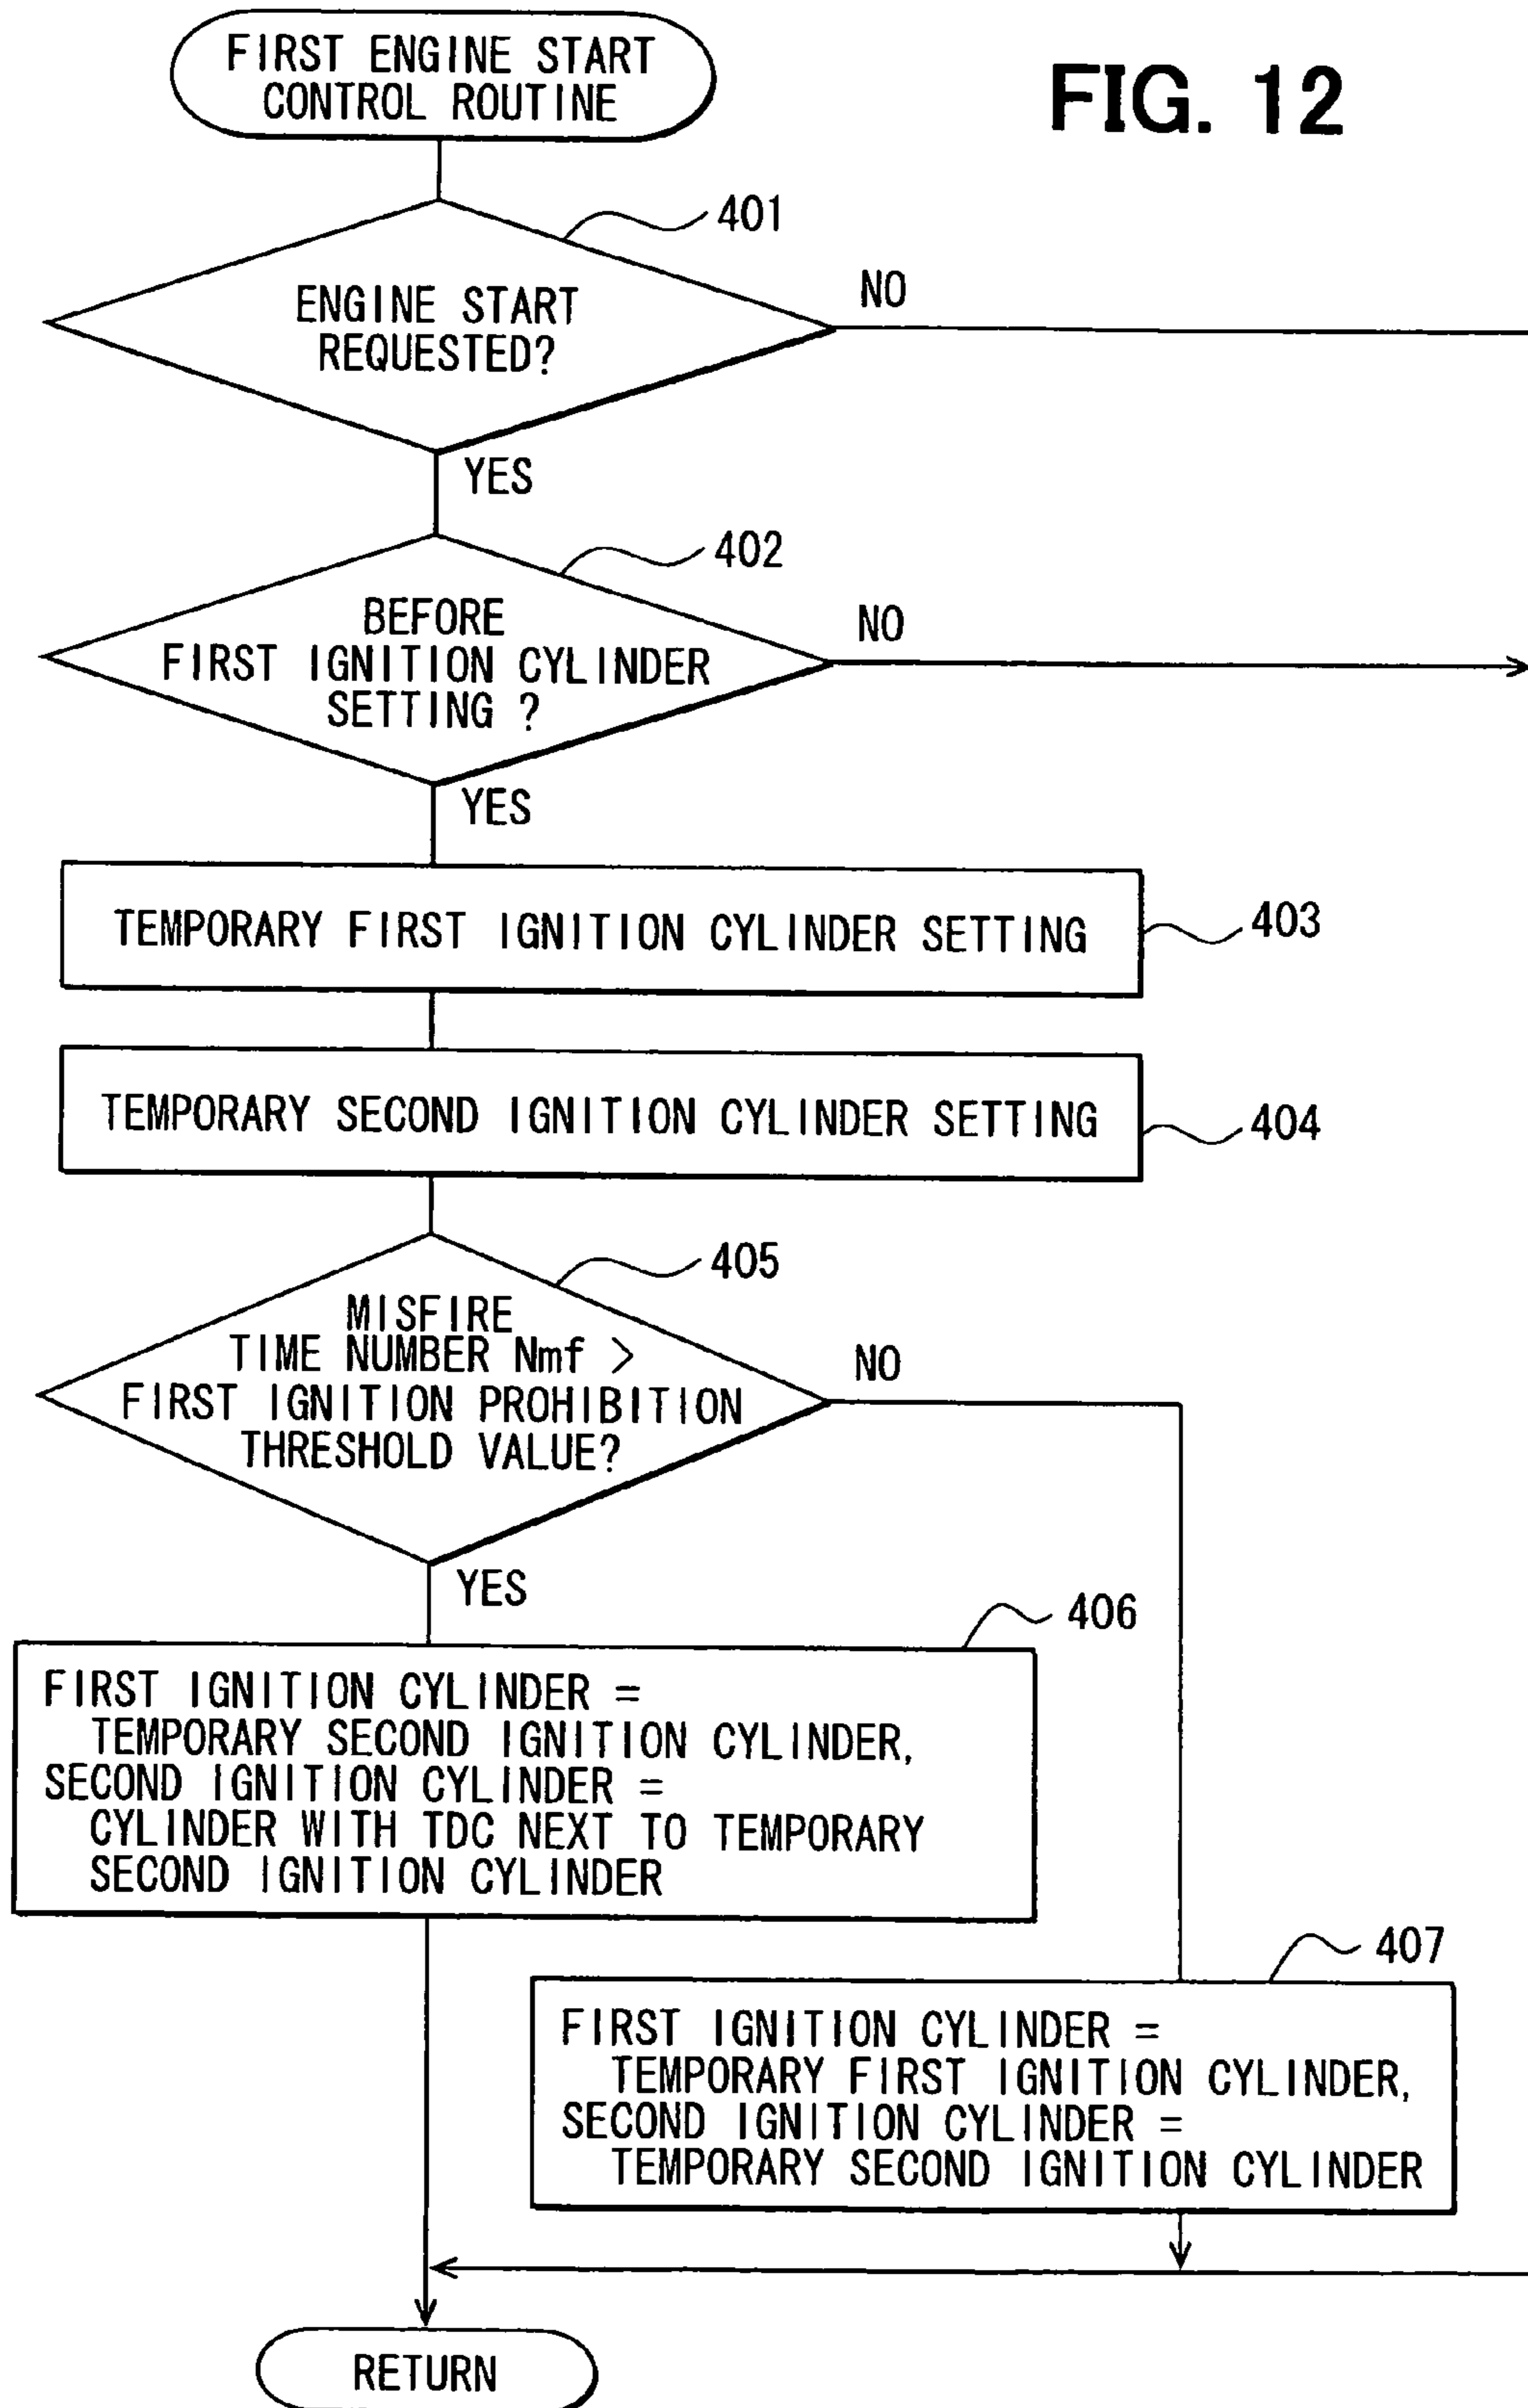 FIRST ENGINE START
CONTROL ROUTINE
FIG. 12
401
ENGINE START
REQUESTED?
NO
YES
402
BEFORE
FIRST IGNITION CYLINDER
SETTING ?
NO
YES
TEMPORARY FIRST IGNITION CYLINDER SETTING
403
TEMPORARY SECOND IGNITION CYLINDER SETTING
404
405
MISFIRE
TIME NUMBER Nmf >
FIRST IGNITION PROHIBITION
THRESHOLD VALUE?
NO
YES
406
FIRST IGNITION CYLINDER =
TEMPORARY SECOND IGNITION CYLINDER,
SECOND IGNITION CYLINDER =
CYLINDER WITH TDC NEXT TO TEMPORARY
SECOND IGNITION CYLINDER
407
FIRST IGNITION CYLINDER =
TEMPORARY FIRST IGNITION CYLINDER,
SECOND IGNITION CYLINDER =
TEMPORARY SECOND IGNITION CYLINDER
RETURN